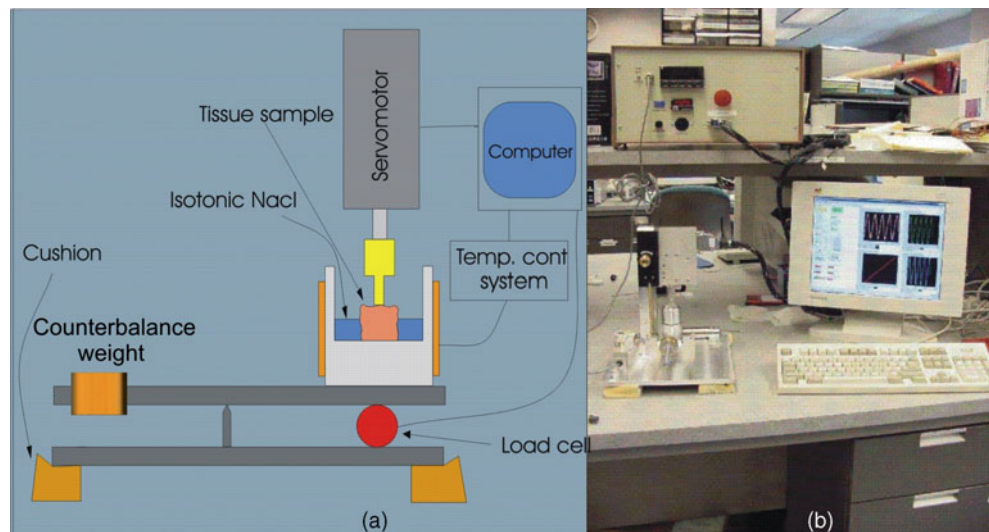 Servomotor
Tissue sample
Computer
Isotonic Nacl
Cushion
Temp. cont
system
Counterbalance
weight
Load cell
(a)
(b)